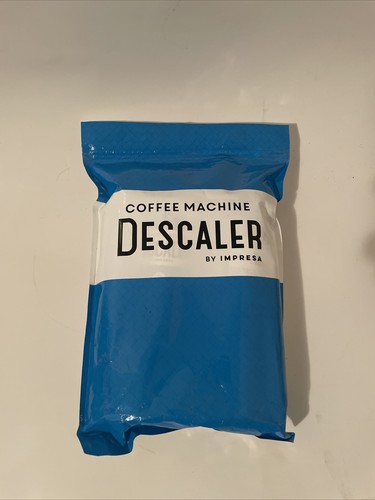 COFFEE MACHINE
DESCALER
BY IMPRESA